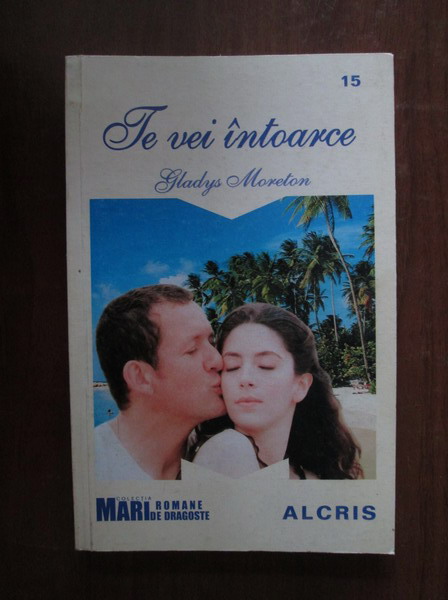 15
Te vei întoarce
Gladys Moreton
COLECȚIA
MARI ROMANE DE DRAGOSTE
ALCRIS